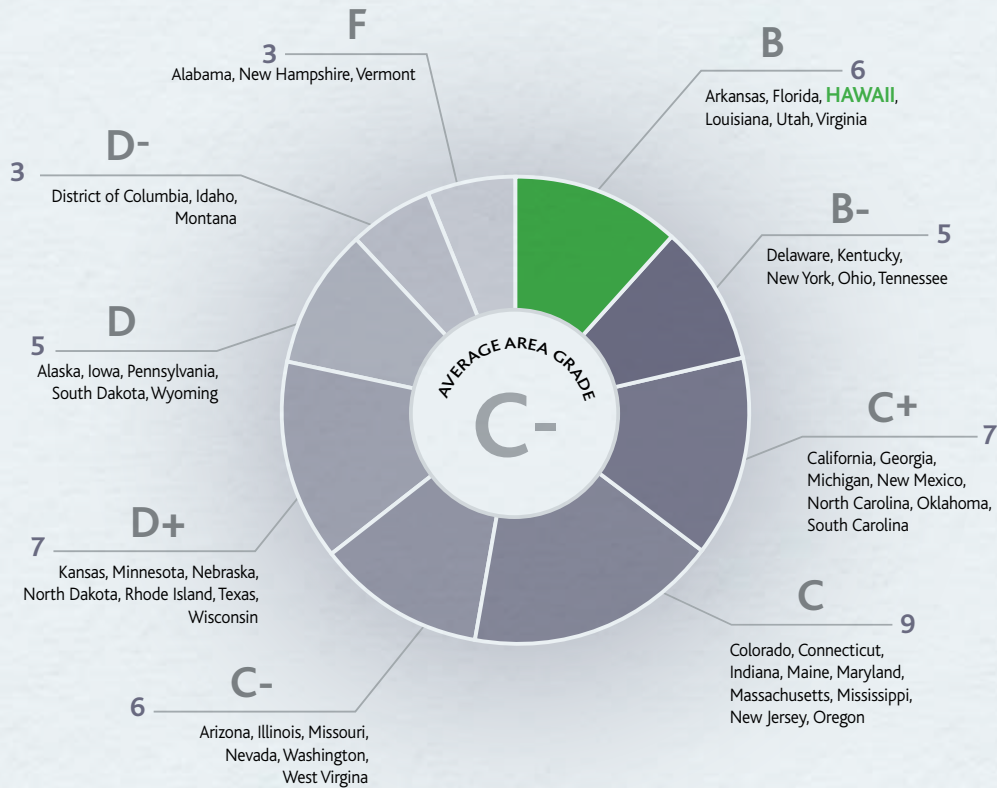 F
3
Alabama, New Hampshire, Vermont
B
6
Arkansas, Florida, HAWAII,
Louisiana, Utah, Virginia
D-
3
District of Columbia, Idaho,
Montana
B-
5
Delaware, Kentucky,
New York, Ohio, Tennessee
D
5
Alaska, Iowa, Pennsylvania,
South Dakota, Wyoming
AVERAGE AREA GRADE
C-
C+
7
California, Georgia,
Michigan, New Mexico,
North Carolina, Oklahoma,
South Carolina
D+
7
Kansas, Minnesota, Nebraska,
North Dakota, Rhode Island, Texas,
Wisconsin
C
9
Colorado, Connecticut,
Indiana, Maine, Maryland,
Massachusetts, Mississippi,
New Jersey, Oregon
C-
6
Arizona, Illinois, Missouri,
Nevada, Washington,
West Virgina